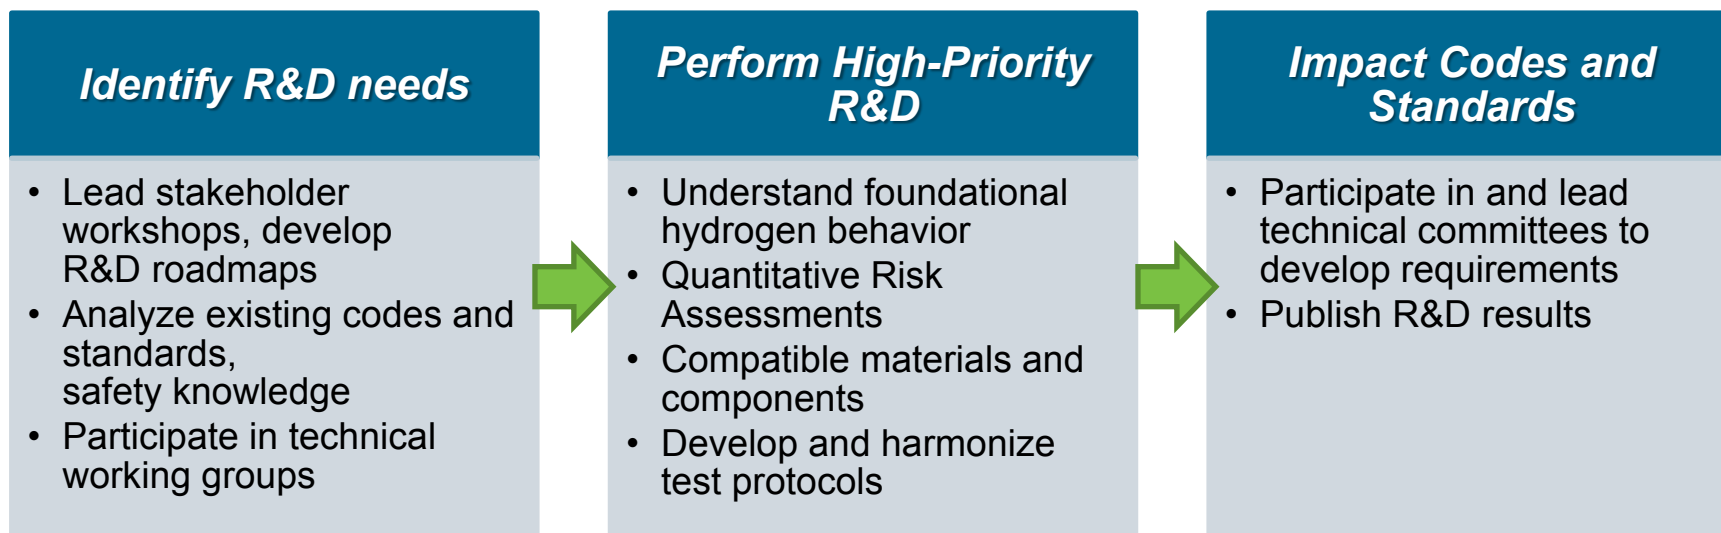 Identify R&D needs
• Lead stakeholder
workshops, develop
R&D roadmaps
• Analyze existing codes and
standards,
safety knowledge
• Participate in technical
working groups
Perform High-Priority
R&D
• Understand foundational
hydrogen behavior
• Quantitative Risk
Assessments
• Compatible materials and
components
• Develop and harmonize
test protocols
Impact Codes and
Standards
• Participate in and lead
technical committees to
develop requirements
• Publish R&D results